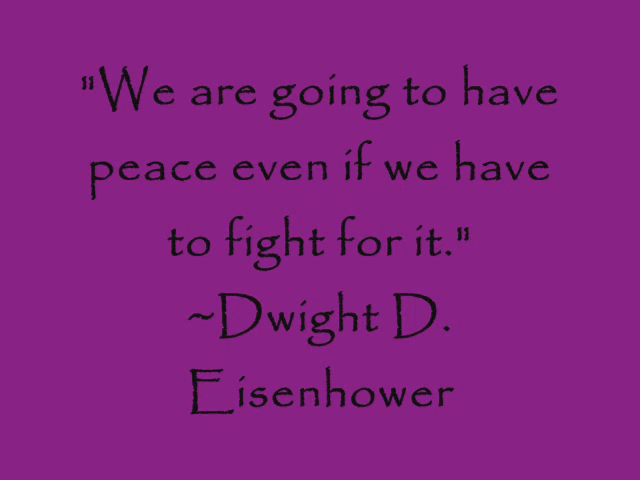 "We are going to have
peace even if we have
to fight for it."
~Dwight D.
Eisenhower